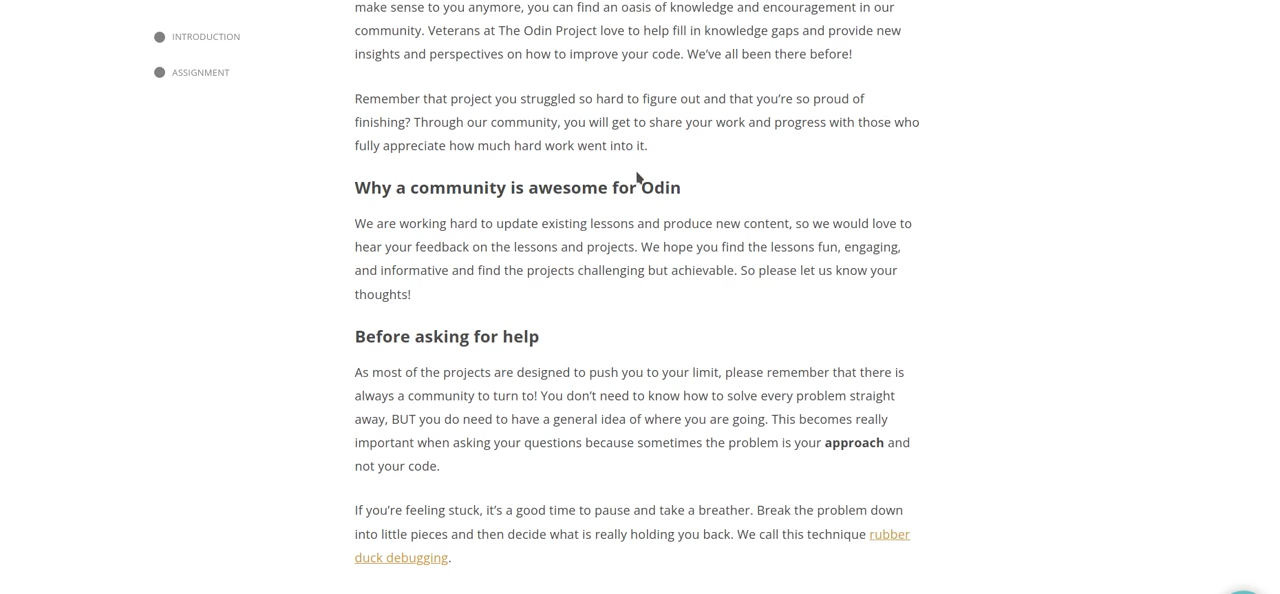 make sense to you anymore, you can find an oasis of knowledge and encouragement in our
community. Veterans at The Odin Project love to help fill in knowledge gaps and provide new
insights and perspectives on how to improve your code. We’ve all been there before!
INTRODUCTION
ASSIGNMENT
Remember that project you struggled so hard to figure out and that you’re so proud of
finishing? Through our community, you will get to share your work and progress with those who
fully appreciate how much hard work went into it.
Why a community is awesome for Odin
We are working hard to update existing lessons and produce new content, so we would love to
hear your feedback on the lessons and projects. We hope you find the lessons fun, engaging,
and informative and find the projects challenging but achievable. So please let us know your
thoughts!
Before asking for help
As most of the projects are designed to push you to your limit, please remember that there is
always a community to turn to! You don’t need to know how to solve every problem straight
away, BUT you do need to have a general idea of where you are going. This becomes really
important when asking your questions because sometimes the problem is your approach and
not your code.
If you’re feeling stuck, it’s a good time to pause and take a breather. Break the problem down
into little pieces and then decide what is really holding you back. We call this technique rubber
duck debugging.